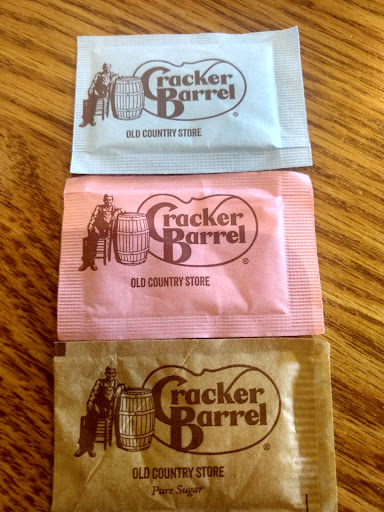 Cracker
Barrel
®
OLD COUNTRY STORE
Cracker
Barrel
®
OLD COUNTRY STORE
Cracker
Barrel
®
OLD COUNTRY STORE
Pure Sugar